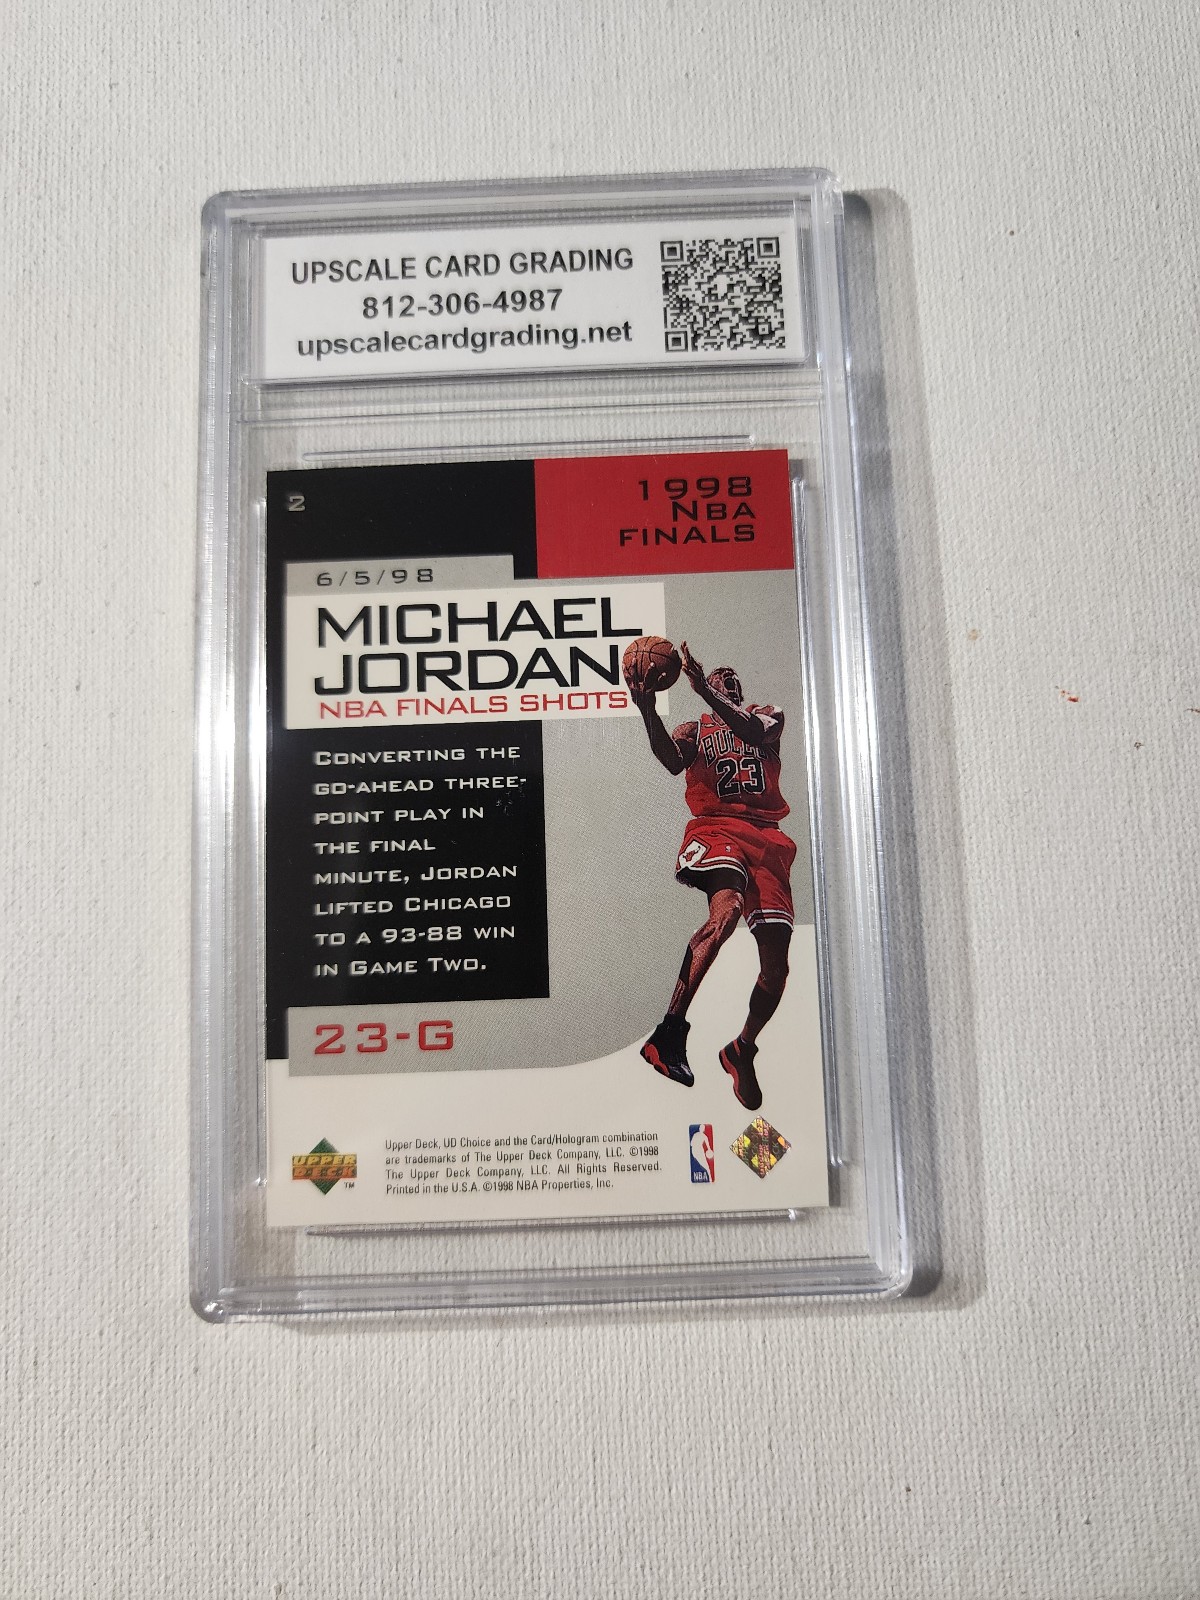 UPSCALE CARD GRADING
812-306-4987
upscalecardgrading.net
2
1998
NBA
FINALS
6/5/98
MICHAEL
JORDAN
NBA FINALS SHOTS
CONVERTING THE
GO-AHEAD THREE-
POINT PLAY IN
THE FINAL
MINUTE, JORDAN
LIFTED CHICAGO
TO A 93-88 WIN
IN GAME TWO.
BULLS
23
23-G
UPPER
DECK
TM
Upper Deck, UD Choice and the Card/Hologram combination
are trademarks of The Upper Deck Company, LLC. ©1998
The Upper Deck Company, LLC. All Rights Reserved.
Printed in the U.S.A. ©1998 NBA Properties, Inc.
NBA